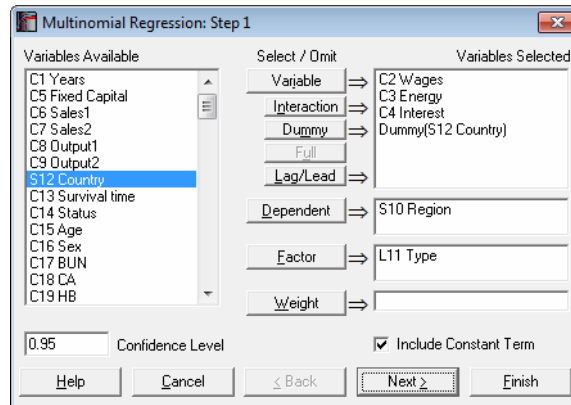 Multinomial Regression: Step 1
Variables Available
Select / Omit
Variables Selected
C1 Years
C5 Fixed Capital
C6 Sales1
C7 Sales2
C8 Output1
C9 Output2
S12 Country
C13 Survival time
C14 Status
C15 Age
C16 Sex
C17 BUN
C18 CA
C19 HB
Variable
Interaction
Dummy
Full
Lag/Lead
Dependent
Factor
Weight
C2 Wages
C3 Energy
C4 Interest
Dummy(S12 Country)
S10 Region
L11 Type
0.95 Confidence Level
Include Constant Term
Help
Cancel
< Back
Next >
Finish